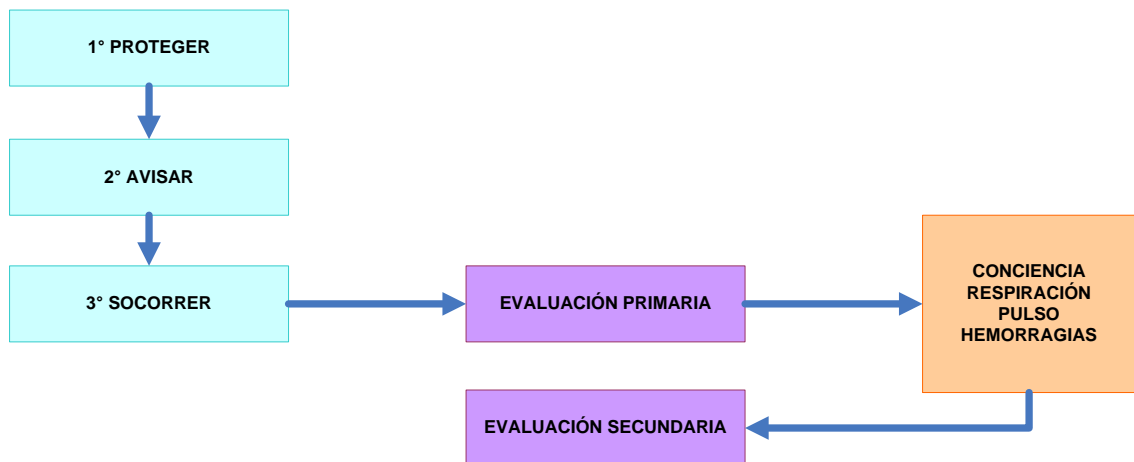 1° PROTEGER
2° AVISAR
3° SOCORRER
EVALUACIÓN PRIMARIA
CONCIENCIA
RESPIRACIÓN
PULSO
HEMORRAGIAS
EVALUACIÓN SECUNDARIA